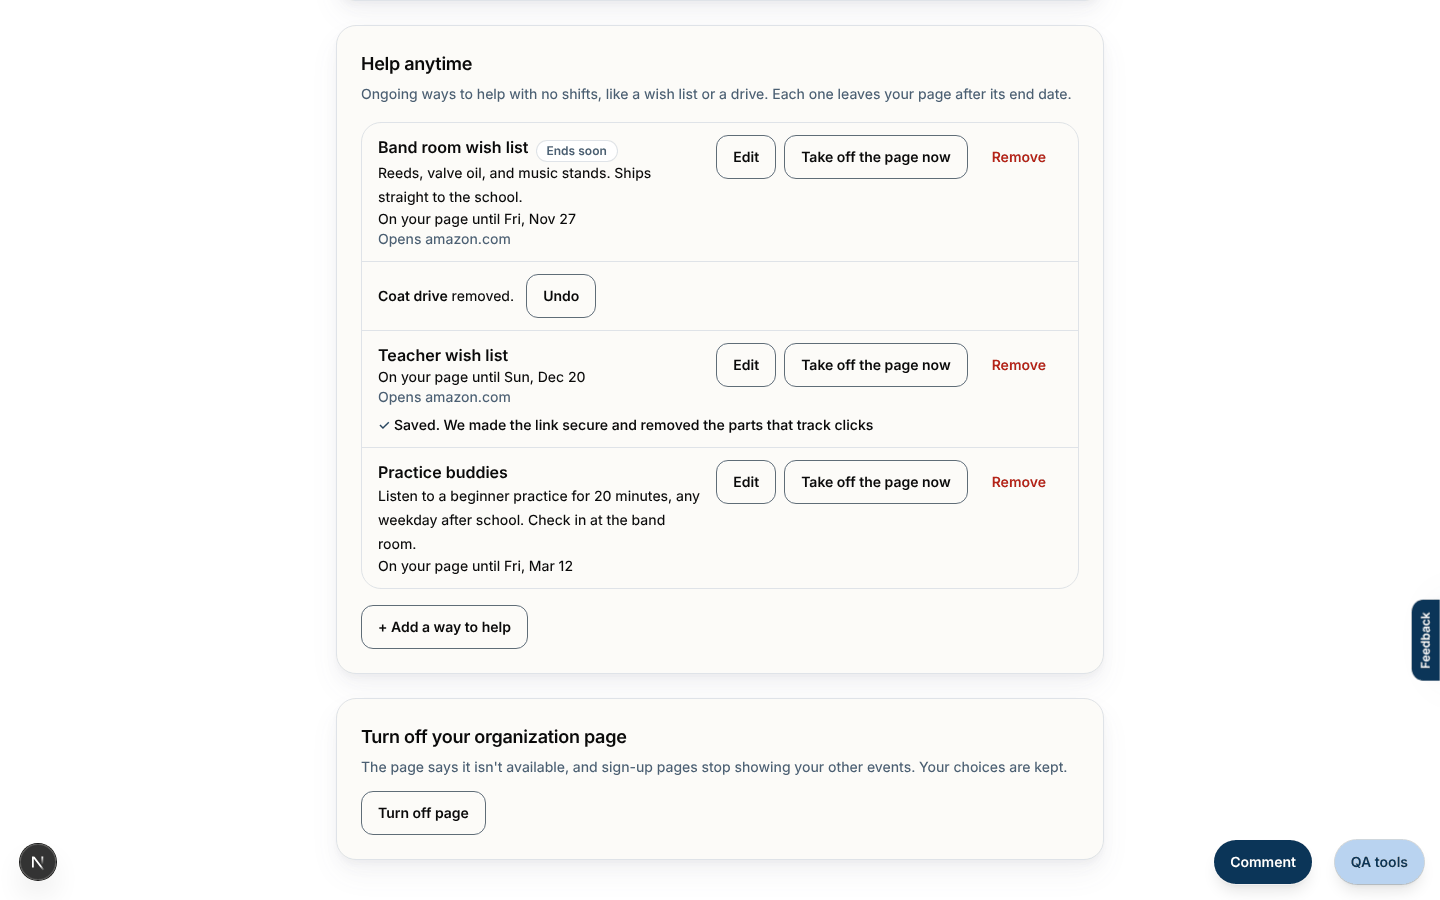 Help anytime
Ongoing ways to help with no shifts, like a wish list or a drive. Each one leaves your page after its end date.
Band room wish list Ends soon
Edit Take off the page now Remove
Reeds, valve oil, and music stands. Ships
straight to the school.
On your page until Fri, Nov 27
Opens amazon.com
Coat drive removed. Undo
Teacher wish list
Edit Take off the page now Remove
On your page until Sun, Dec 20
Opens amazon.com
✓ Saved. We made the link secure and removed the parts that track clicks
Practice buddies
Edit Take off the page now Remove
Listen to a beginner practice for 20 minutes, any
weekday after school. Check in at the band
room.
On your page until Fri, Mar 12
+ Add a way to help
Feedback
Turn off your organization page
The page says it isn't available, and sign-up pages stop showing your other events. Your choices are kept.
Turn off page
N
Comment
QA tools